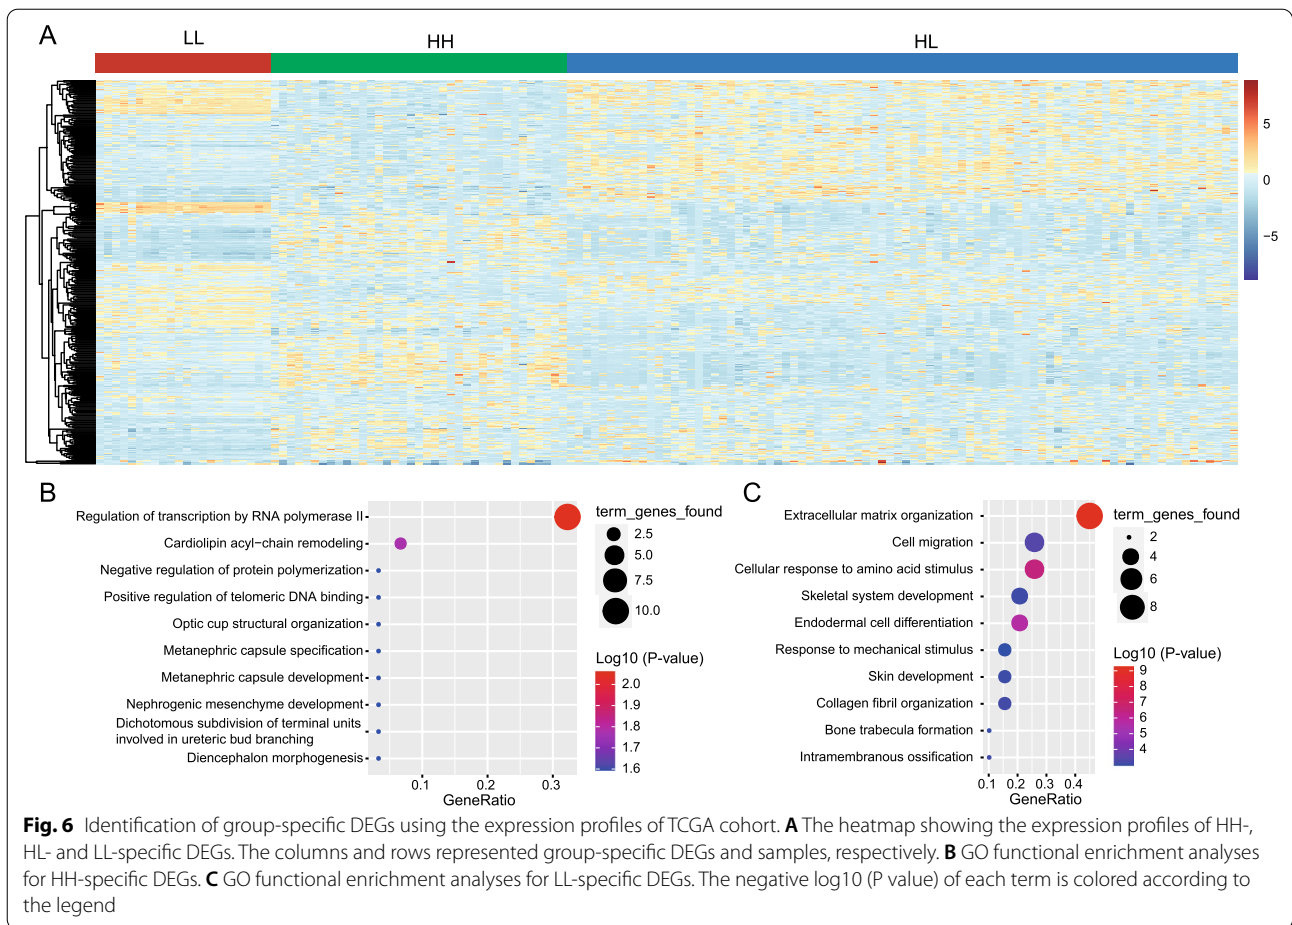 A
LL
HH
HL
5
0
−5
B
Regulation of transcription by RNA polymerase II
Cardiolipin acyl−chain remodeling
Negative regulation of protein polymerization
Positive regulation of telomeric DNA binding
Optic cup structural organization
Metanephric capsule specification
Metanephric capsule development
Nephrogenic mesenchyme development
Dichotomous subdivision of terminal units
involved in ureteric bud branching
Diencephalon morphogenesis
0.1 0.2 0.3
GeneRatio
term_genes_found
2.5
5.0
7.5
10.0
Log10 (P-value)
2.0
1.9
1.8
1.7
1.6
C
Extracellular matrix organization
Cell migration
Cellular response to amino acid stimulus
Skeletal system development
Endodermal cell differentiation
Response to mechanical stimulus
Skin development
Collagen fibril organization
Bone trabecula formation
Intramembranous ossification
0.1 0.2 0.3 0.4
GeneRatio
term_genes_found
2
4
6
8
Log10 (P-value)
9
8
7
6
5
4
Fig. 6 Identification of group-specific DEGs using the expression profiles of TCGA cohort. A The heatmap showing the expression profiles of HH-,
HL- and LL-specific DEGs. The columns and rows represented group-specific DEGs and samples, respectively. B GO functional enrichment analyses
for HH-specific DEGs. C GO functional enrichment analyses for LL-specific DEGs. The negative log10 (P value) of each term is colored according to
the legend